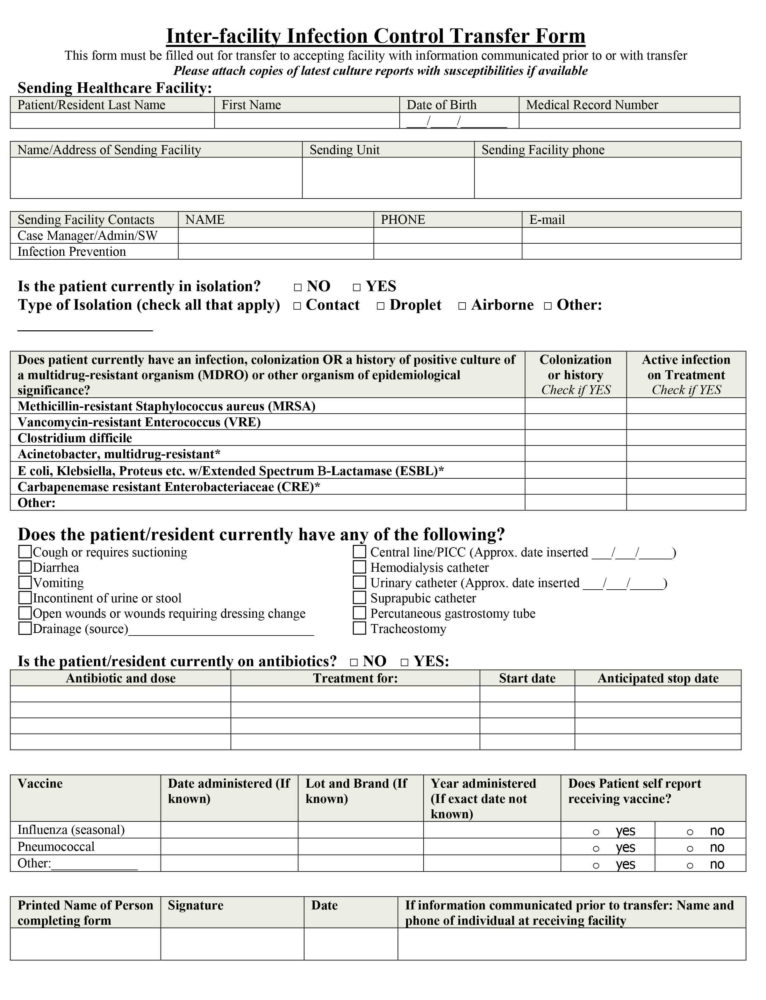 Inter-facility Infection Control Transfer Form
This form must be filled out for transfer to accepting facility with information communicated prior to or with transfer
Please attach copies of latest culture reports with susceptibilities if available
Sending Healthcare Facility:
Patient/Resident Last Name First Name Date of Birth Medical Record Number
___/____/_______
Name/Address of Sending Facility Sending Unit Sending Facility phone
Sending Facility Contacts NAME PHONE E-mail
Case Manager/Admin/SW
Infection Prevention
Is the patient currently in isolation? □ NO □ YES
Type of Isolation (check all that apply) □ Contact □ Droplet □ Airborne □ Other:
_________________
Does patient currently have an infection, colonization OR a history of positive culture of
a multidrug-resistant organism (MDRO) or other organism of epidemiological
significance?
Colonization
or history
Check if YES
Active infection
on Treatment
Check if YES
Methicillin-resistant Staphylococcus aureus (MRSA)
Vancomycin-resistant Enterococcus (VRE)
Clostridium difficile
Acinetobacter, multidrug-resistant*
E coli, Klebsiella, Proteus etc. w/Extended Spectrum B-Lactamase (ESBL)*
Carbapenemase resistant Enterobacteriaceae (CRE)*
Other:
Does the patient/resident currently have any of the following?
□ Cough or requires suctioning
□ Diarrhea
□ Vomiting
□ Incontinent of urine or stool
□ Open wounds or wounds requiring dressing change
□ Drainage (source)____________________________
□ Central line/PICC (Approx. date inserted ___/___/_____)
□ Hemodialysis catheter
□ Urinary catheter (Approx. date inserted ___/___/_____)
□ Suprapubic catheter
□ Percutaneous gastrostomy tube
□ Tracheostomy
Is the patient/resident currently on antibiotics? □ NO □ YES:
Antibiotic and dose Treatment for: Start date Anticipated stop date
Vaccine
Date administered (If
known)
Lot and Brand (If
known)
Year administered
(If exact date not
known)
Does Patient self report
receiving vaccine?
Influenza (seasonal) o yes o no
Pneumococcal o yes o no
Other:_____________ o yes o no
Printed Name of Person
completing form
Signature
Date
If information communicated prior to transfer: Name and
phone of individual at receiving facility